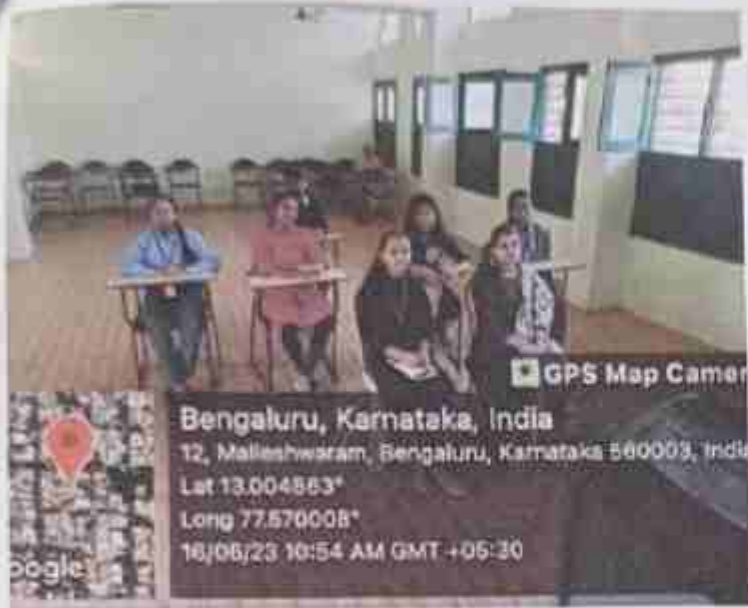 GPS Map Camer
Bengaluru, Karnataka, India
12, Malleshwaram, Bengaluru, Karnataka 560003, India
Lat 13.004863°
Long 77.570008°
16/06/23 10:54 AM GMT +05:30
oogle